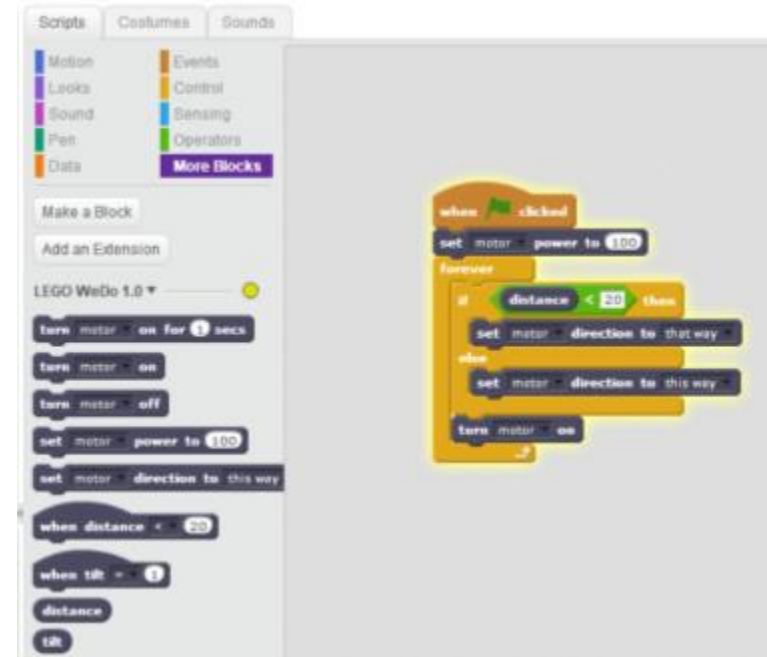 Scripts Costumes Sounds
Motion Events
Looks Control
Sound Sensing
Pen Operators
Data More Blocks
Make a Block
Add an Extension
LEGO WeDo 1.0
turn motor on for 1 secs
turn motor on
turn motor off
set motor power to 100
set motor direction to this way
when distance < 20
when tilt = 1
distance
tilt
when clicked
set motor power to 100
forever
if distance < 20 then
set motor direction to that way
else
set motor direction to this way
turn motor on